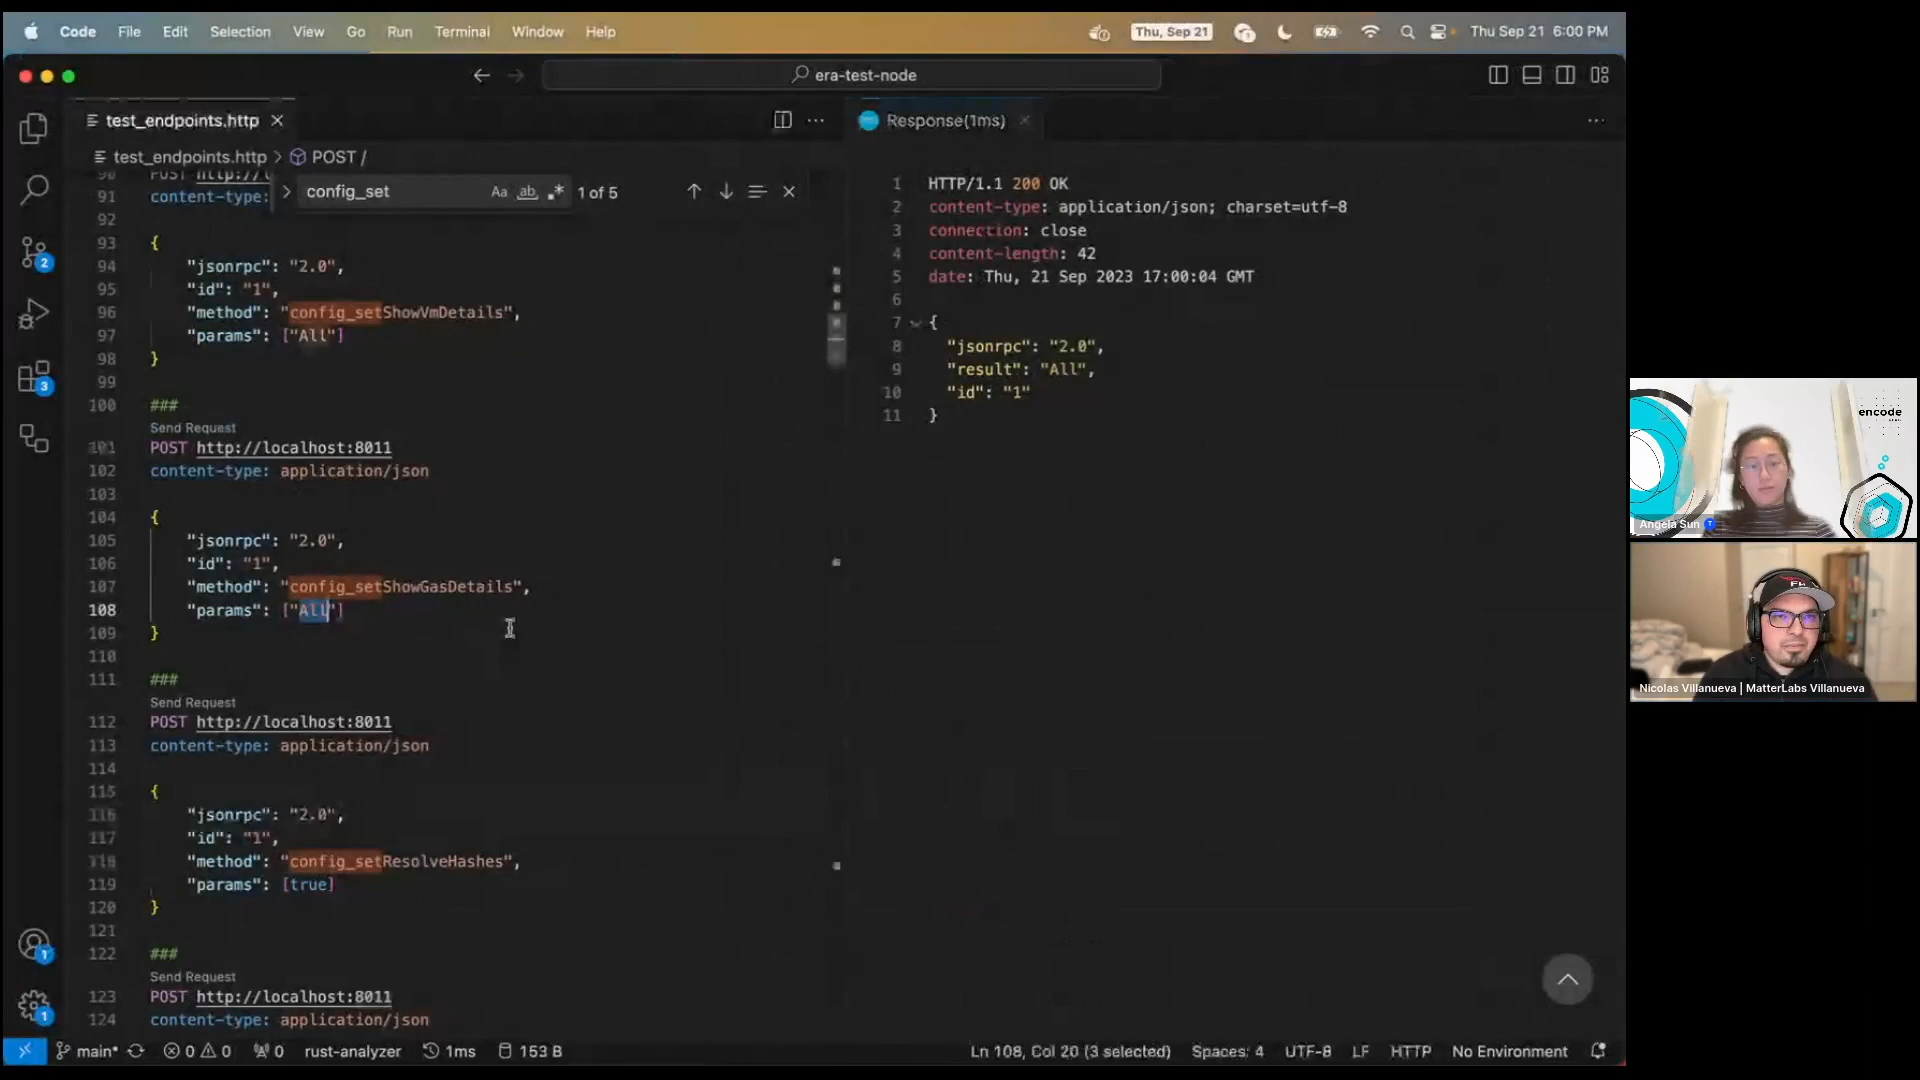 Code File Edit Selection View Go Run Terminal Window Help
Thu, Sep 21
Thu Sep 21 6:00 PM
era-test-node
test_endpoints.http
Response(1ms)
test_endpoints.http > POST /
config_set
Aa ab 1 of 5
90 POST http://l
91 content-type:
92
93 {
94 "jsonrpc": "2.0",
95 "id": "1",
96 "method": "config_setShowVmDetails",
97 "params": ["All"]
98 }
99
100 ###
Send Request
101 POST http://localhost:8011
102 content-type: application/json
103
104 {
105 "jsonrpc": "2.0",
106 "id": "1",
107 "method": "config_setShowGasDetails",
108 "params": ["All"]
109 }
110
111 ###
Send Request
112 POST http://localhost:8011
113 content-type: application/json
114
115 {
116 "jsonrpc": "2.0",
117 "id": "1",
118 "method": "config_setResolveHashes",
119 "params": [true]
120 }
121
122 ###
Send Request
123 POST http://localhost:8011
124 content-type: application/json
1 HTTP/1.1 200 OK
2 content-type: application/json; charset=utf-8
3 connection: close
4 content-length: 42
5 date: Thu, 21 Sep 2023 17:00:04 GMT
6
7 {
8 "jsonrpc": "2.0",
9 "result": "All",
10 "id": "1"
11 }
2
3
1
1
main* 0 0 0 rust-analyzer 1ms 153 B
Ln 108, Col 20 (3 selected) Spaces: 4 UTF-8 LF HTTP No Environment
encode
Angela Sun
Nicolas Villanueva | MatterLabs Villanueva